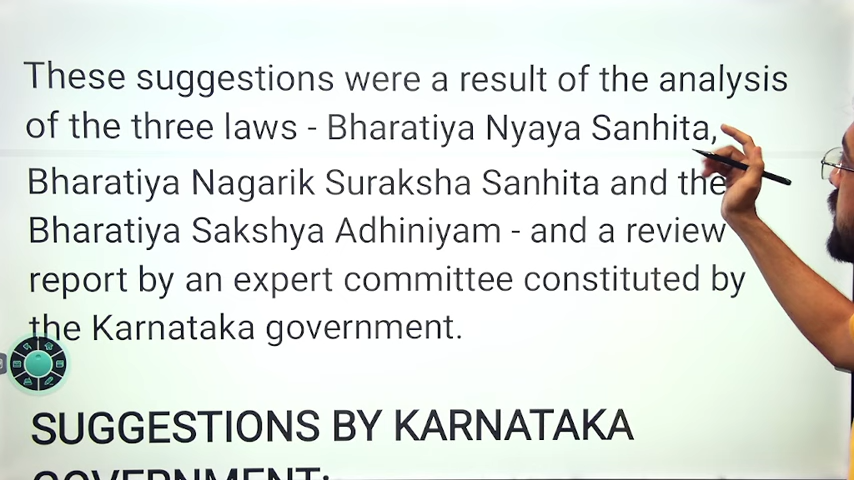 These suggestions were a result of the analysis
of the three laws - Bharatiya Nyaya Sanhita,
Bharatiya Nagarik Suraksha Sanhita and the
Bharatiya Sakshya Adhiniyam - and a review
report by an expert committee constituted by
the Karnataka government.
SUGGESTIONS BY KARNATAKA
GOVERNMENT: